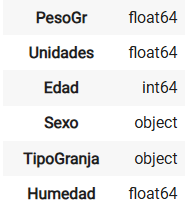 PesoGr float64
Unidades float64
Edad int64
Sexo object
TipoGranja object
Humedad float64